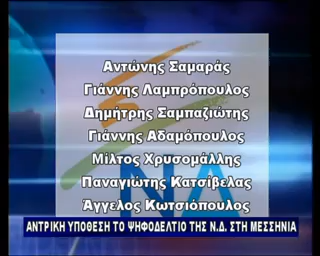 Αντώνης Σαμαράς
Γιάννης Λαμπρόπουλος
Δημήτρης Σαμπαζιώτης
Γιάννης Αδαμόπουλος
Μίλτος Χρυσομάλλης
Παναγιώτης Κατσίβελας
Άγγελος Κωτσιόπουλος
ΝΔ
ΑΝΤΡΙΚΗ ΥΠΟΘΕΣΗ ΤΟ ΨΗΦΟΔΕΛΤΙΟ ΤΗΣ Ν.Δ. ΣΤΗ ΜΕΣΣΗΝΙΑ